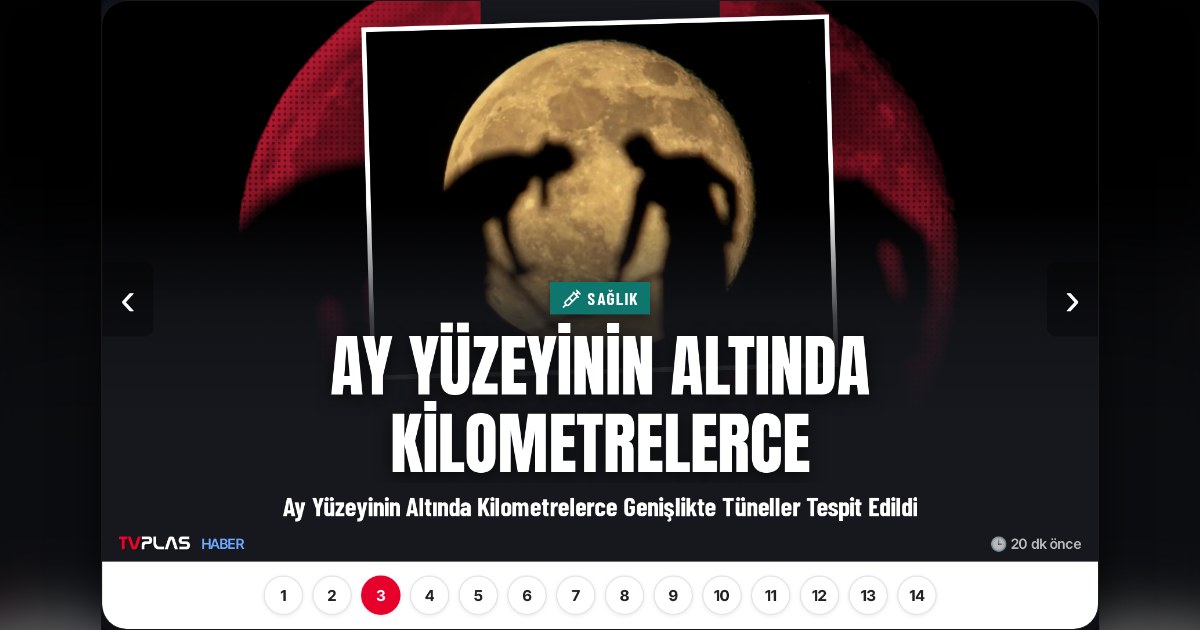 SAĞLIK
AY YÜZEYİNİN ALTINDA
KİLOMETRELERCE
Ay Yüzeyinin Altında Kilometrelerce Genişlikte Tüneller Tespit Edildi
TVPLAS HABER
20 dk önce
1 2 3 4 5 6 7 8 9 10 11 12 13 14